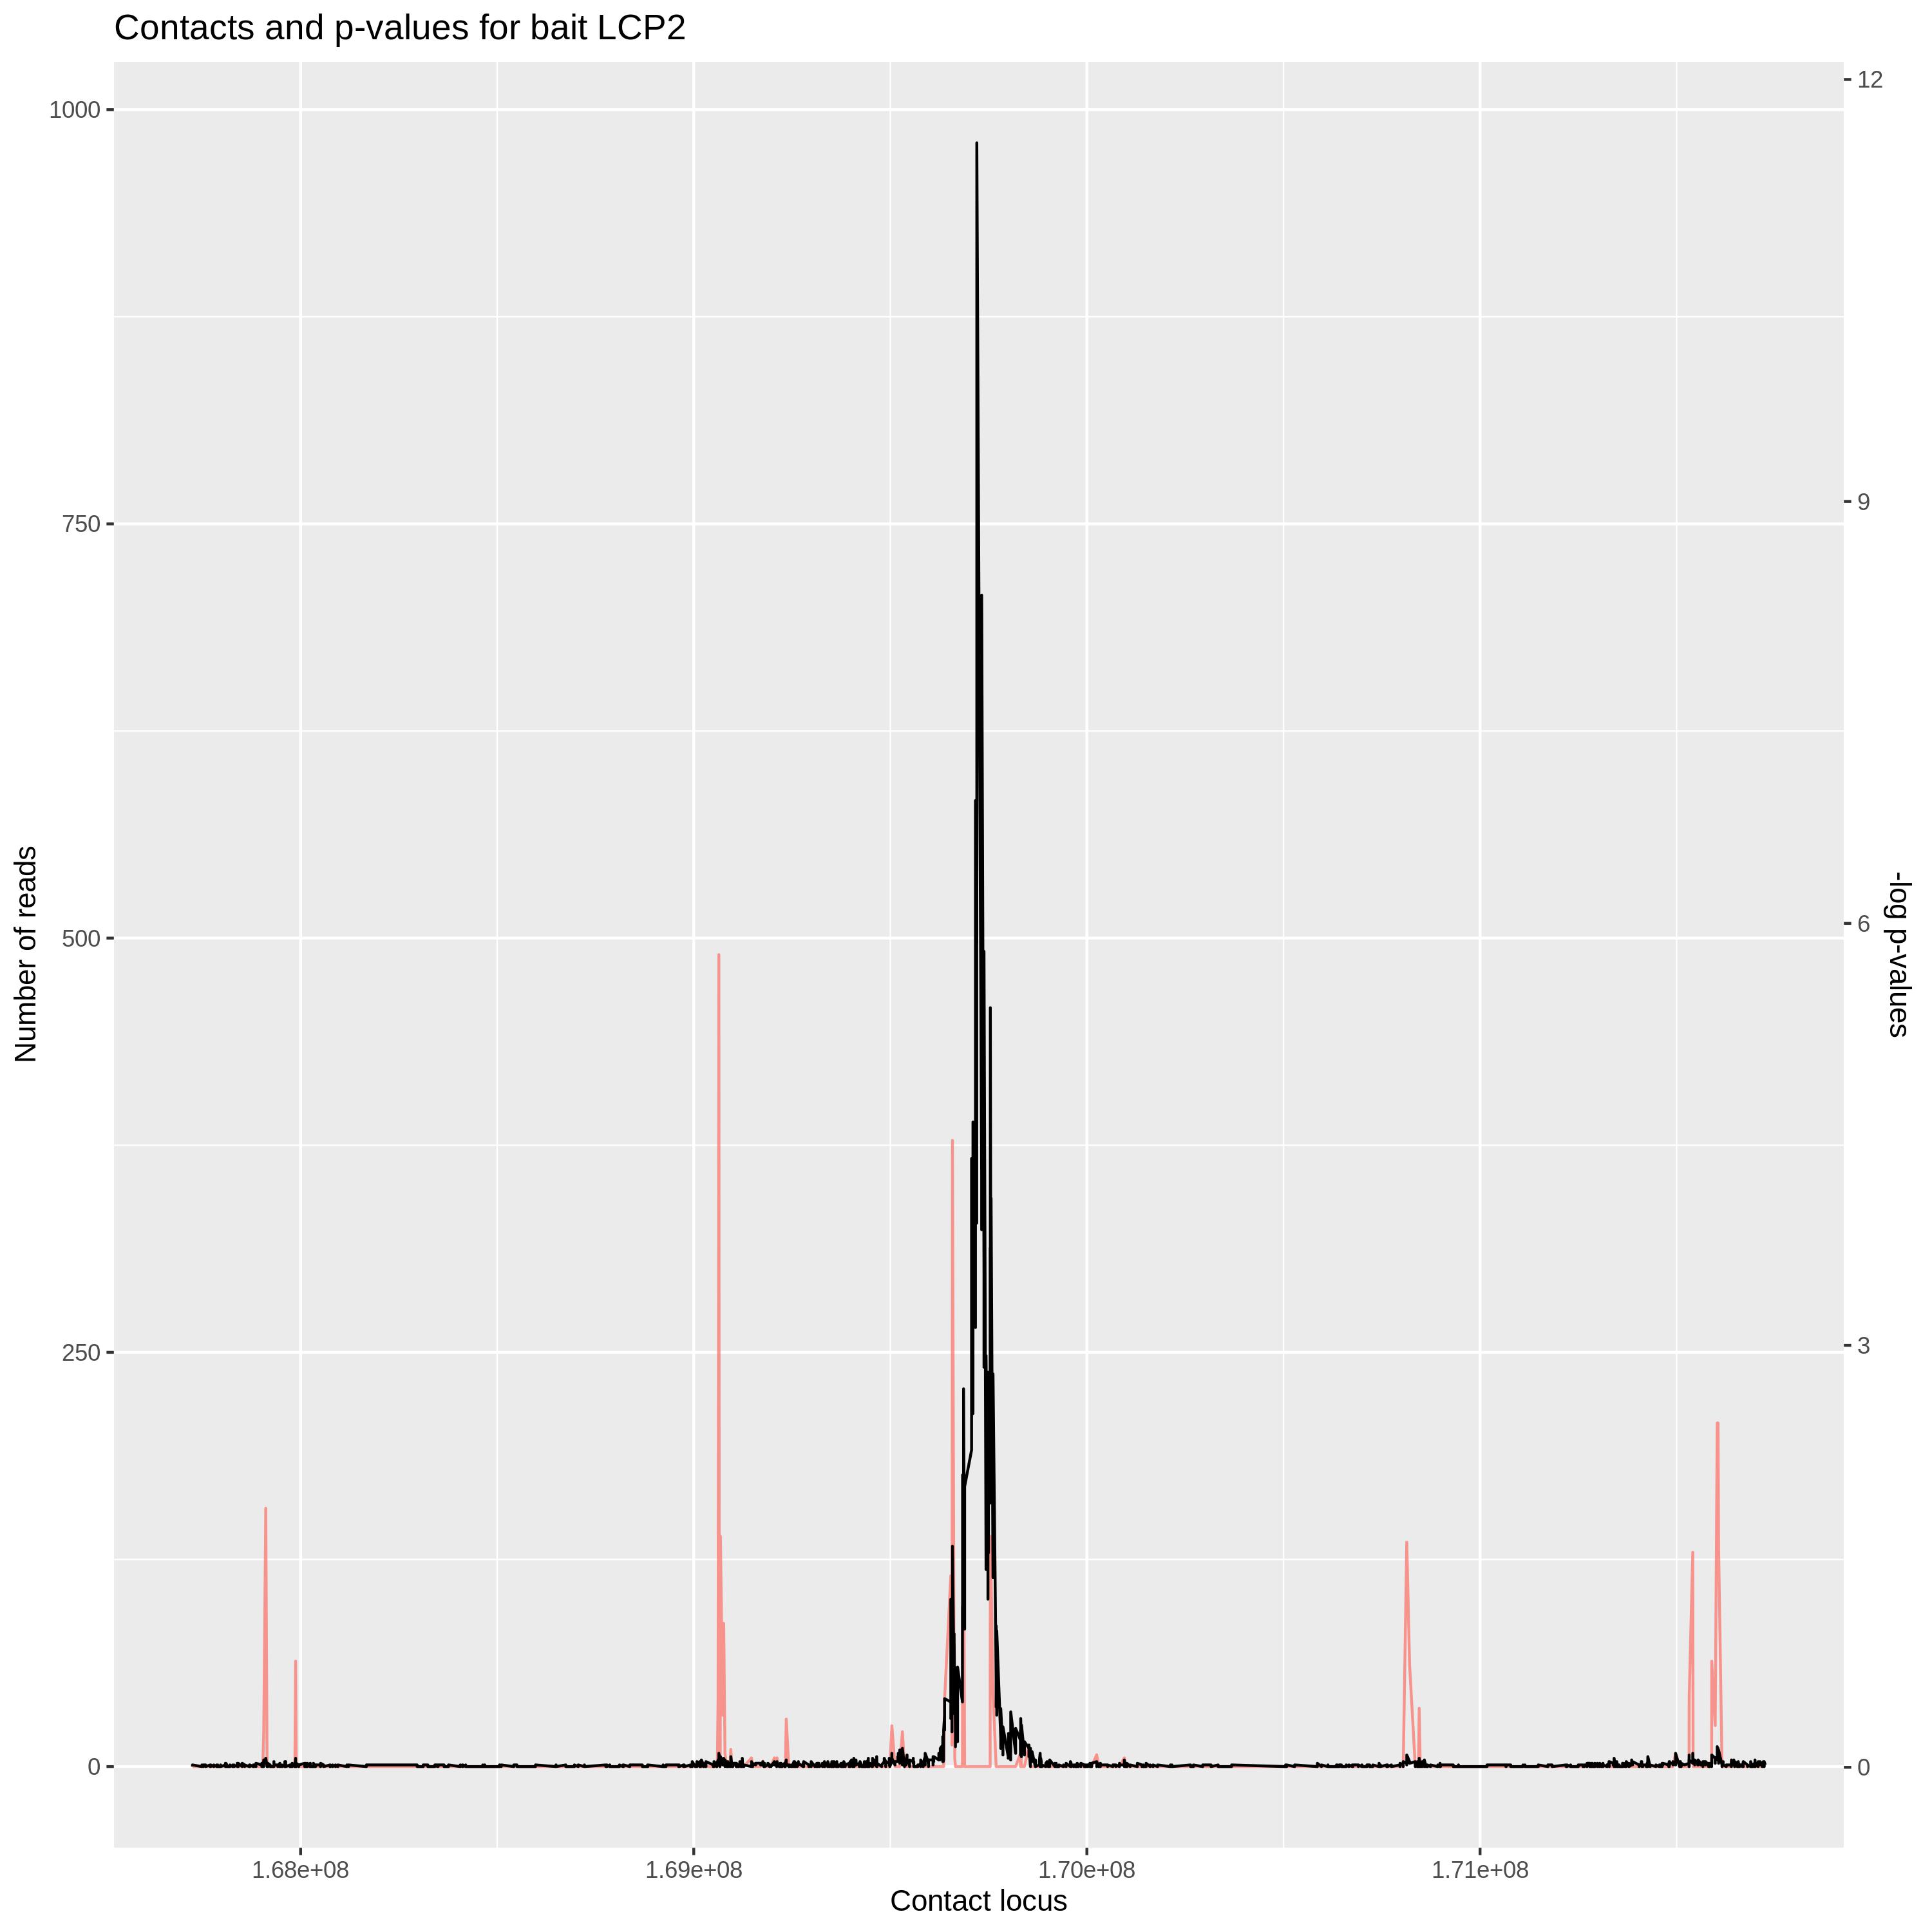 Contacts and p-values for bait LCP2
1000
750
500
250
0
Number of reads
12
9
6
3
0
-log p-values
1.68e+08
1.69e+08
1.70e+08
1.71e+08
Contact locus